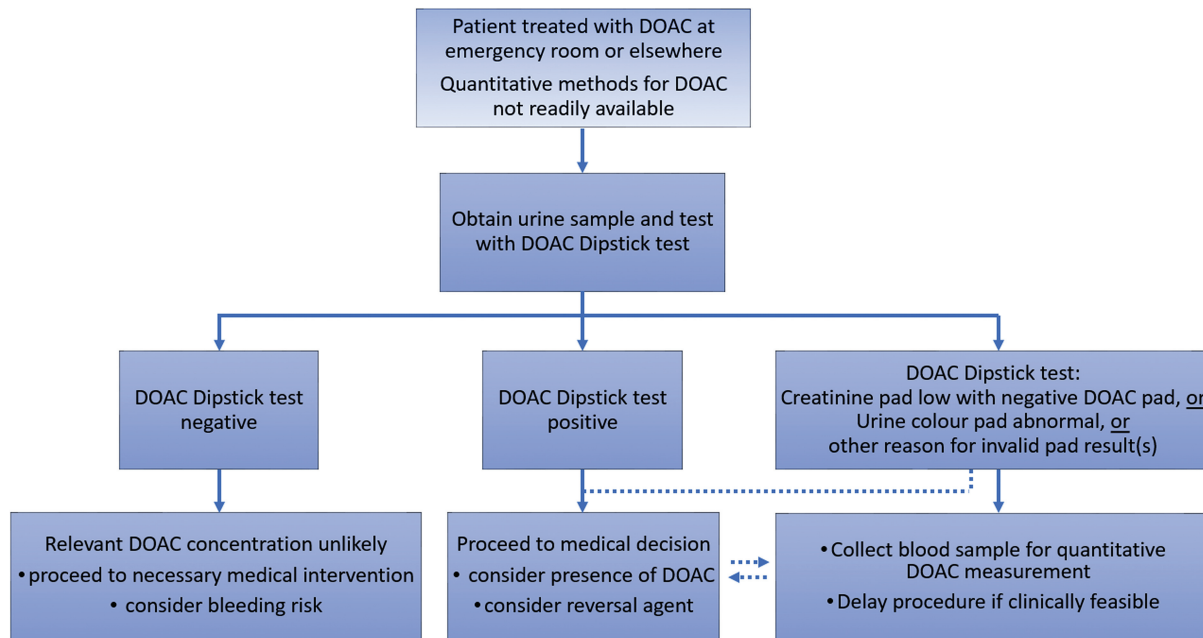 Patient treated with DOAC at
emergency room or elsewhere
Quantitative methods for DOAC
not readily available
Obtain urine sample and test
with DOAC Dipstick test
DOAC Dipstick test
negative
DOAC Dipstick test
positive
DOAC Dipstick test:
Creatinine pad low with negative DOAC pad, or
Urine colour pad abnormal, or
other reason for invalid pad result(s)
Relevant DOAC concentration unlikely
•proceed to necessary medical intervention
• consider bleeding risk
Proceed to medical decision
• consider presence of DOAC
•consider reversal agent
•Collect blood sample for quantitative
DOAC measurement
• Delay procedure if clinically feasible